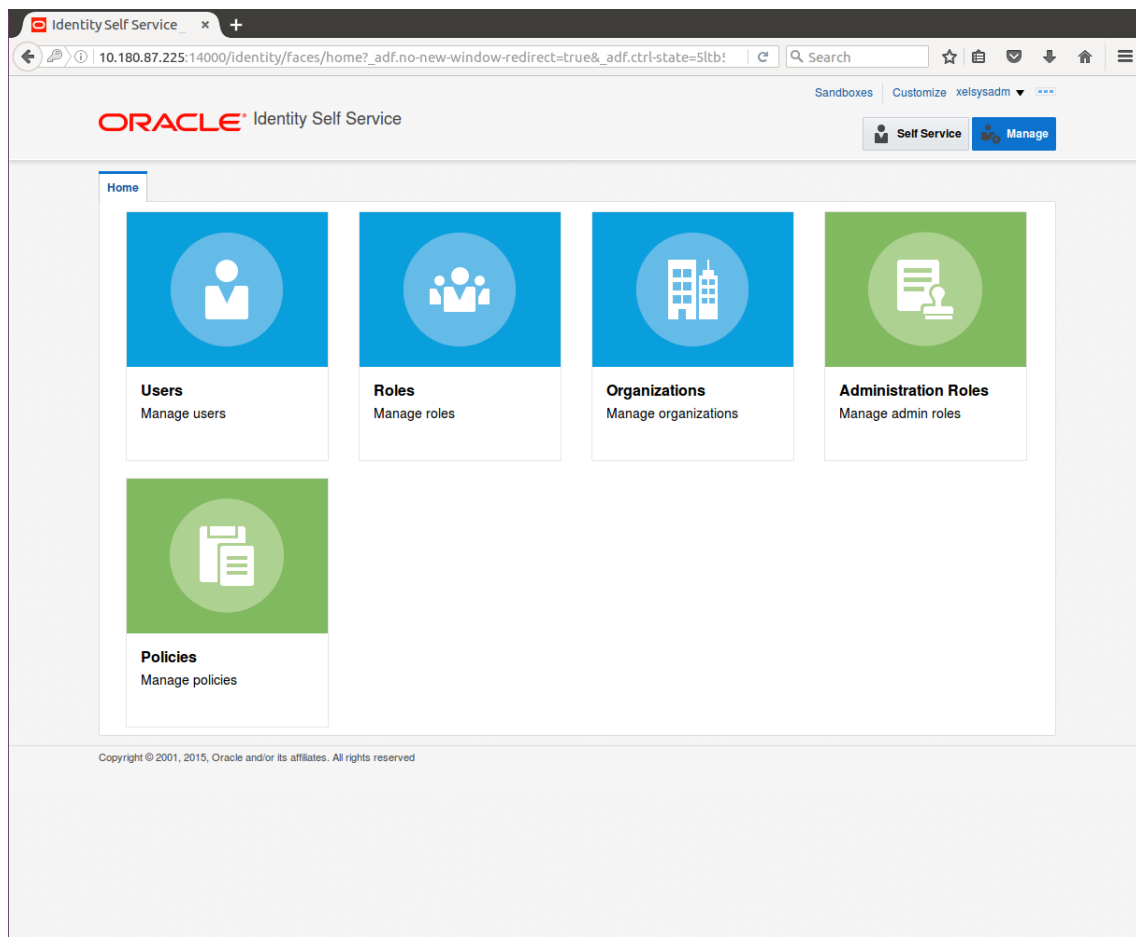 Identity Self Service_
10.180.87.225:14000/identity/faces/home?_adf.no-new-window-redirect=true&_adf.ctrl-state=5ltb5
Search
Sandboxes Customize xelsysadm
ORACLE® Identity Self Service
Self Service Manage
Home
Users Roles Organizations Administration Roles
Manage users Manage roles Manage organizations Manage admin roles
Policies
Manage policies
Copyright © 2001, 2015, Oracle and/or its affiliates. All rights reserved